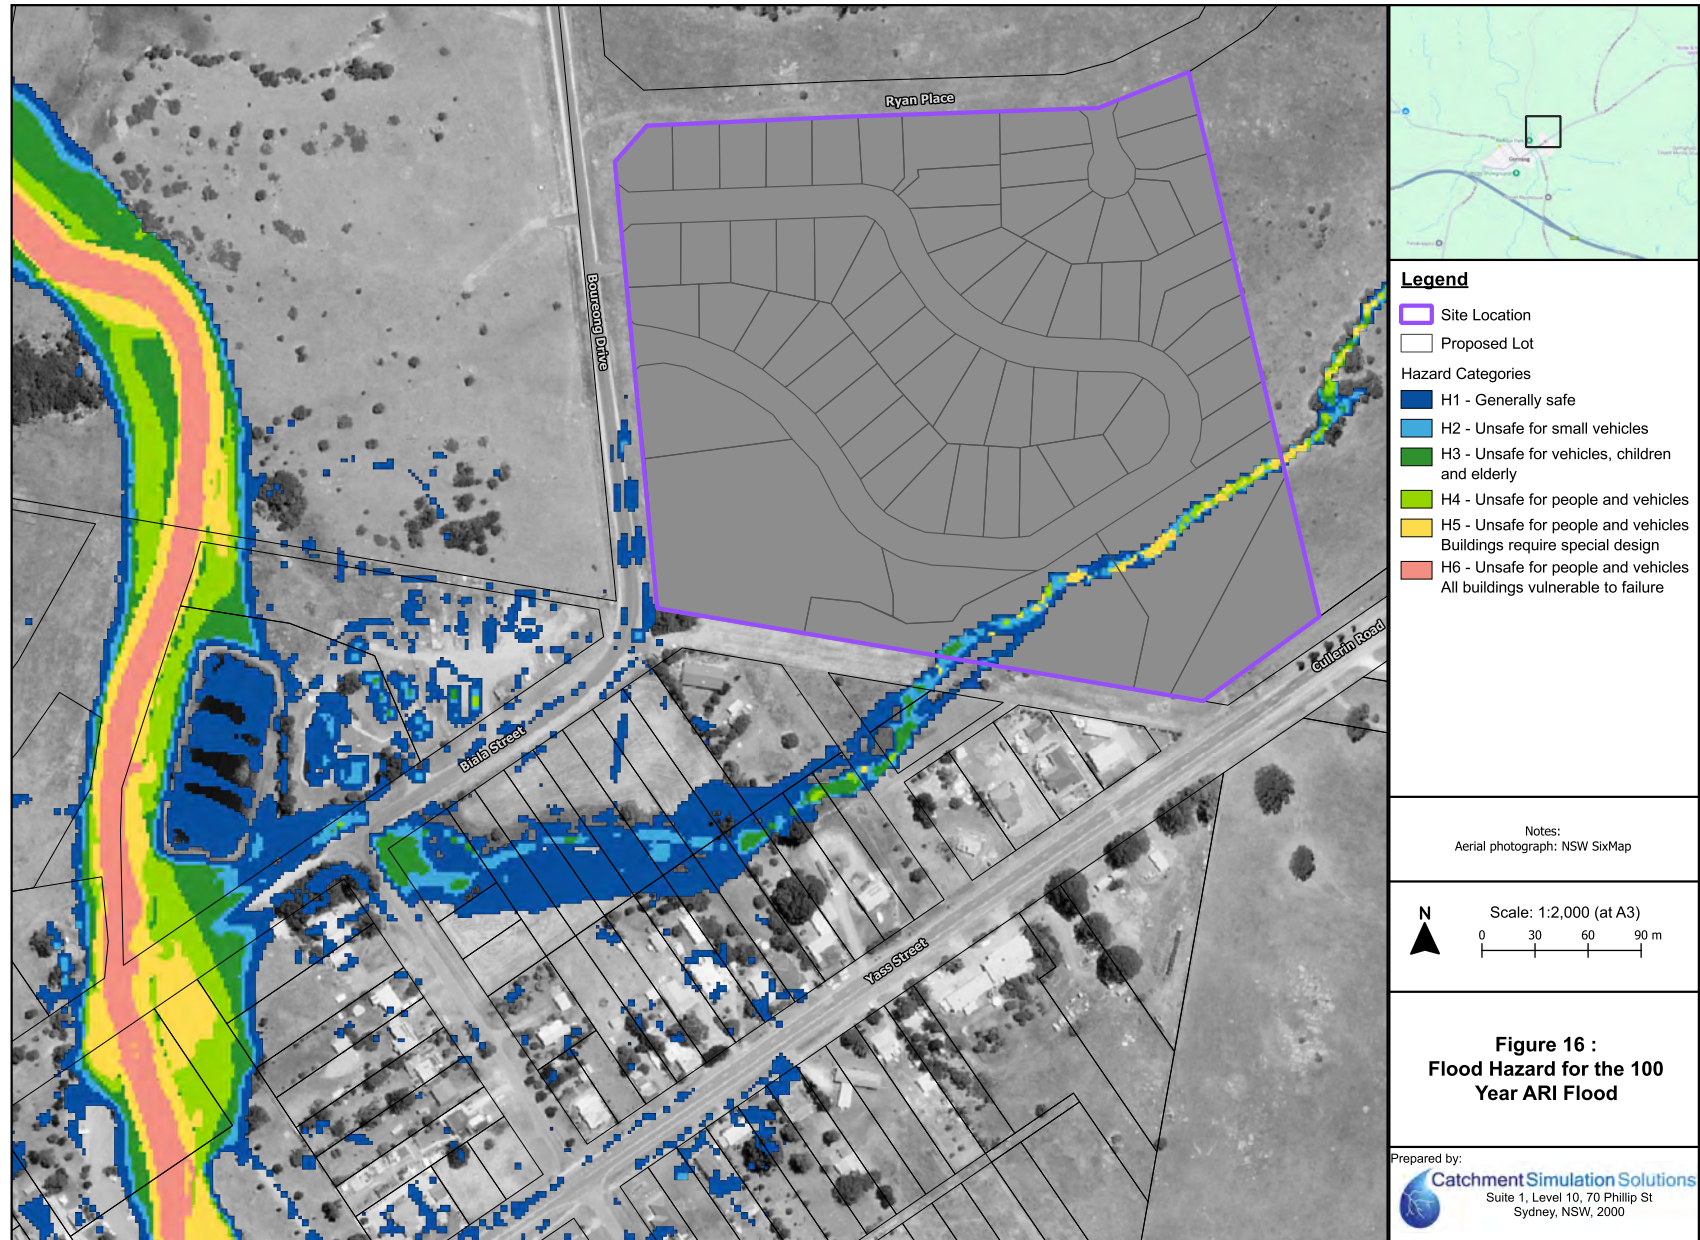 Ryan Place
Boureong Drive
Biala Street
Yass Street
Cullerin Road
Legend
Site Location
Proposed Lot
Hazard Categories
H1 - Generally safe
H2 - Unsafe for small vehicles
H3 - Unsafe for vehicles, children
and elderly
H4 - Unsafe for people and vehicles
H5 - Unsafe for people and vehicles
Buildings require special design
H6 - Unsafe for people and vehicles
All buildings vulnerable to failure
Notes:
Aerial photograph: NSW SixMap
N
Scale: 1:2,000 (at A3)
0 30 60 90 m
Figure 16 :
Flood Hazard for the 100
Year ARI Flood
Prepared by:
Catchment Simulation Solutions
Suite 1, Level 10, 70 Phillip St
Sydney, NSW, 2000